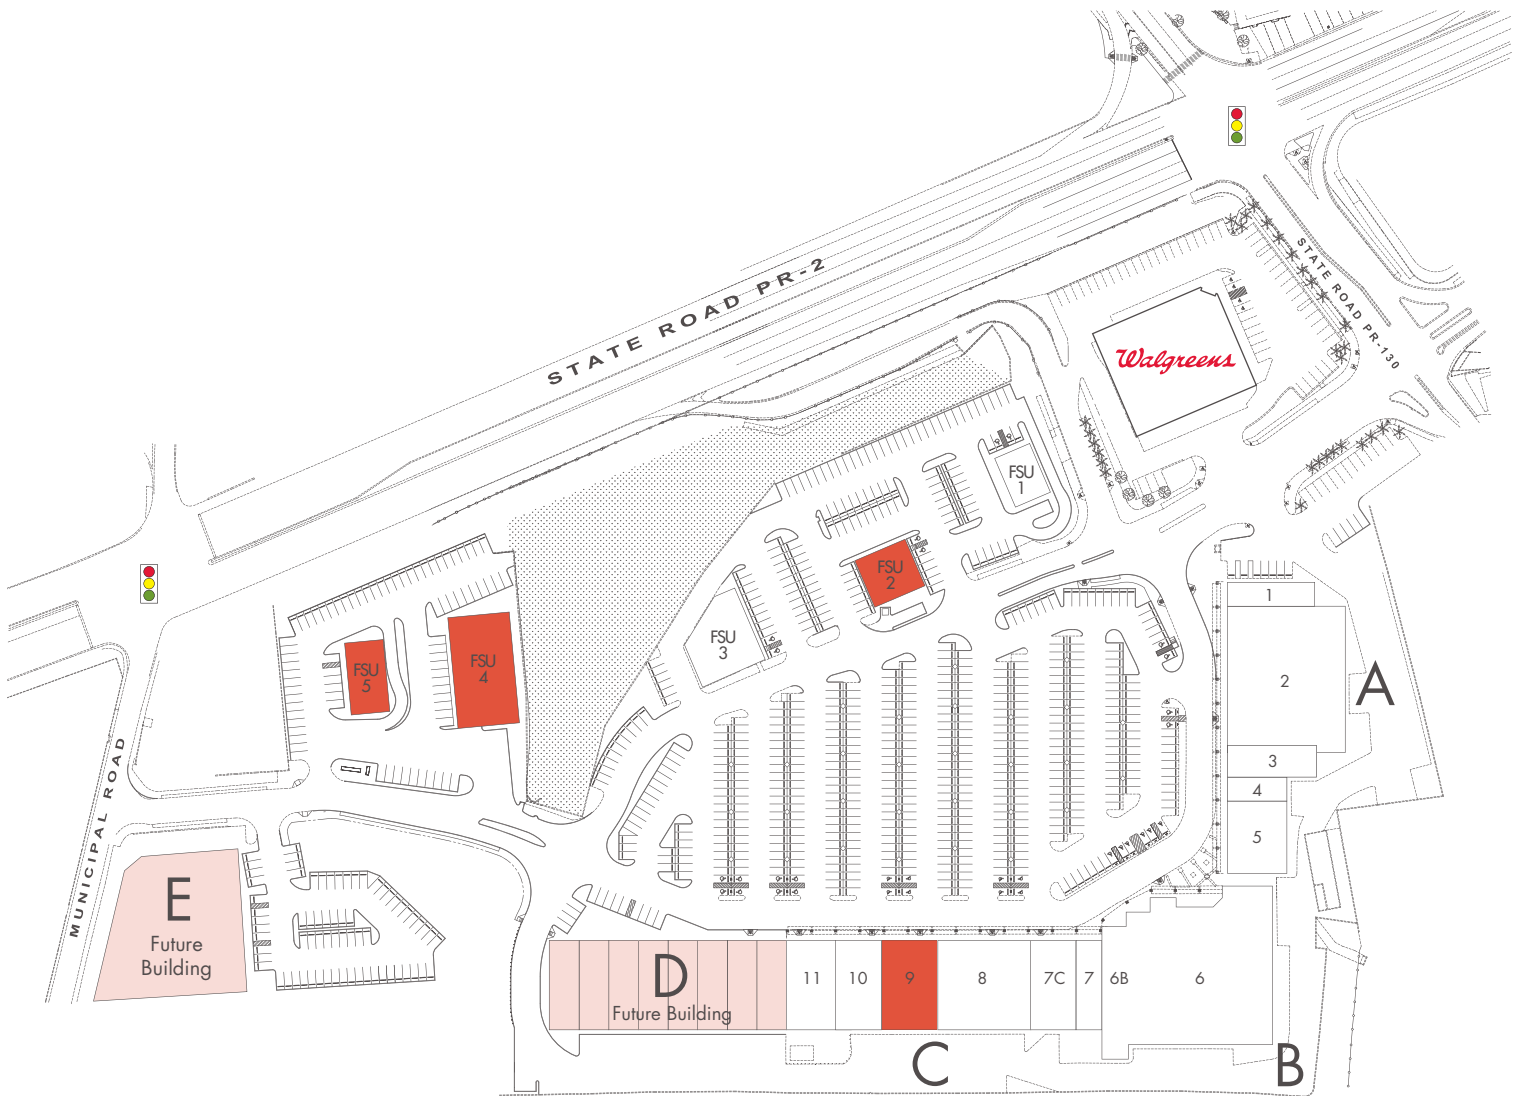 STATE ROAD PR-2
STATE ROAD PR-130
Walgreens
FSU
1
FSU
2
FSU
3
FSU
4
FSU
5
1
2
A
3
4
5
MUNICIPAL ROAD
E
Future
Building
D
Future Building
11
10
9
8
7C
7
6B
6
C
B